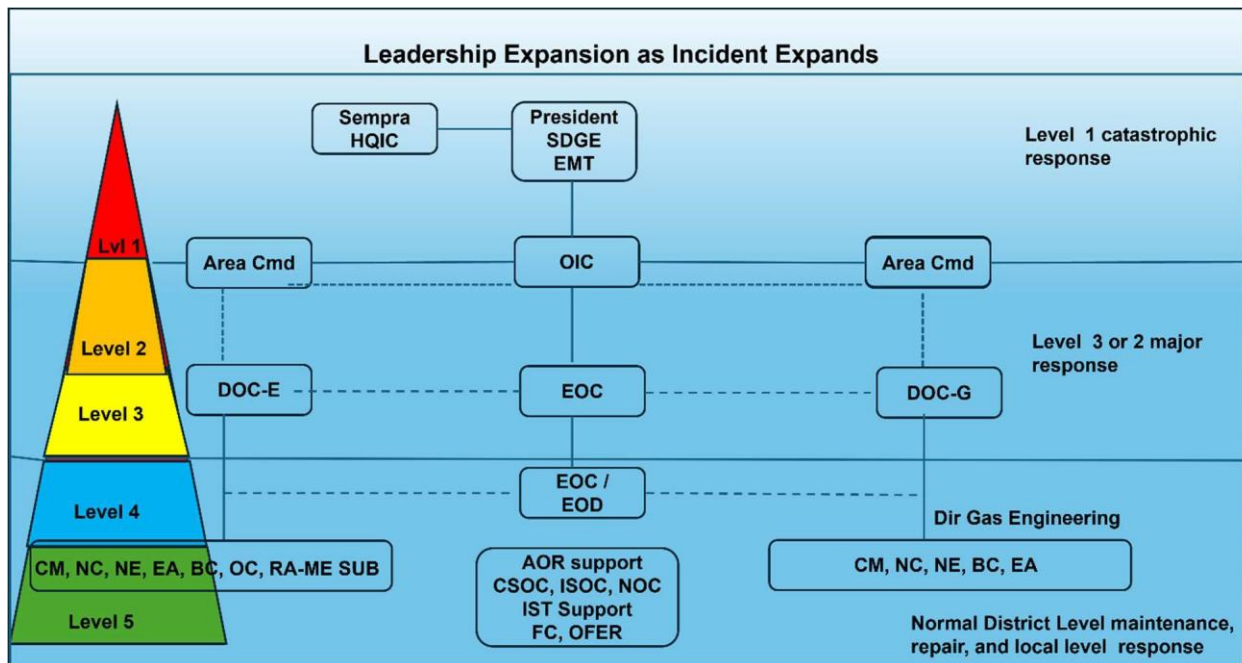 Leadership Expansion as Incident Expands
Sempra
HQIC
President
SDGE
EMT
Level 1 catastrophic
response
Lvl 1
Area Cmd
OIC
Area Cmd
Level 2
Level 3 or 2 major
response
DOC-E
EOC
DOC-G
Level 3
EOC /
EOD
Level 4
Dir Gas Engineering
CM, NC, NE, EA, BC, OC, RA-ME SUB
AOR support
CSOC, ISOC, NOC
IST Support
FC, OFER
CM, NC, NE, BC, EA
Level 5
Normal District Level maintenance,
repair, and local level response